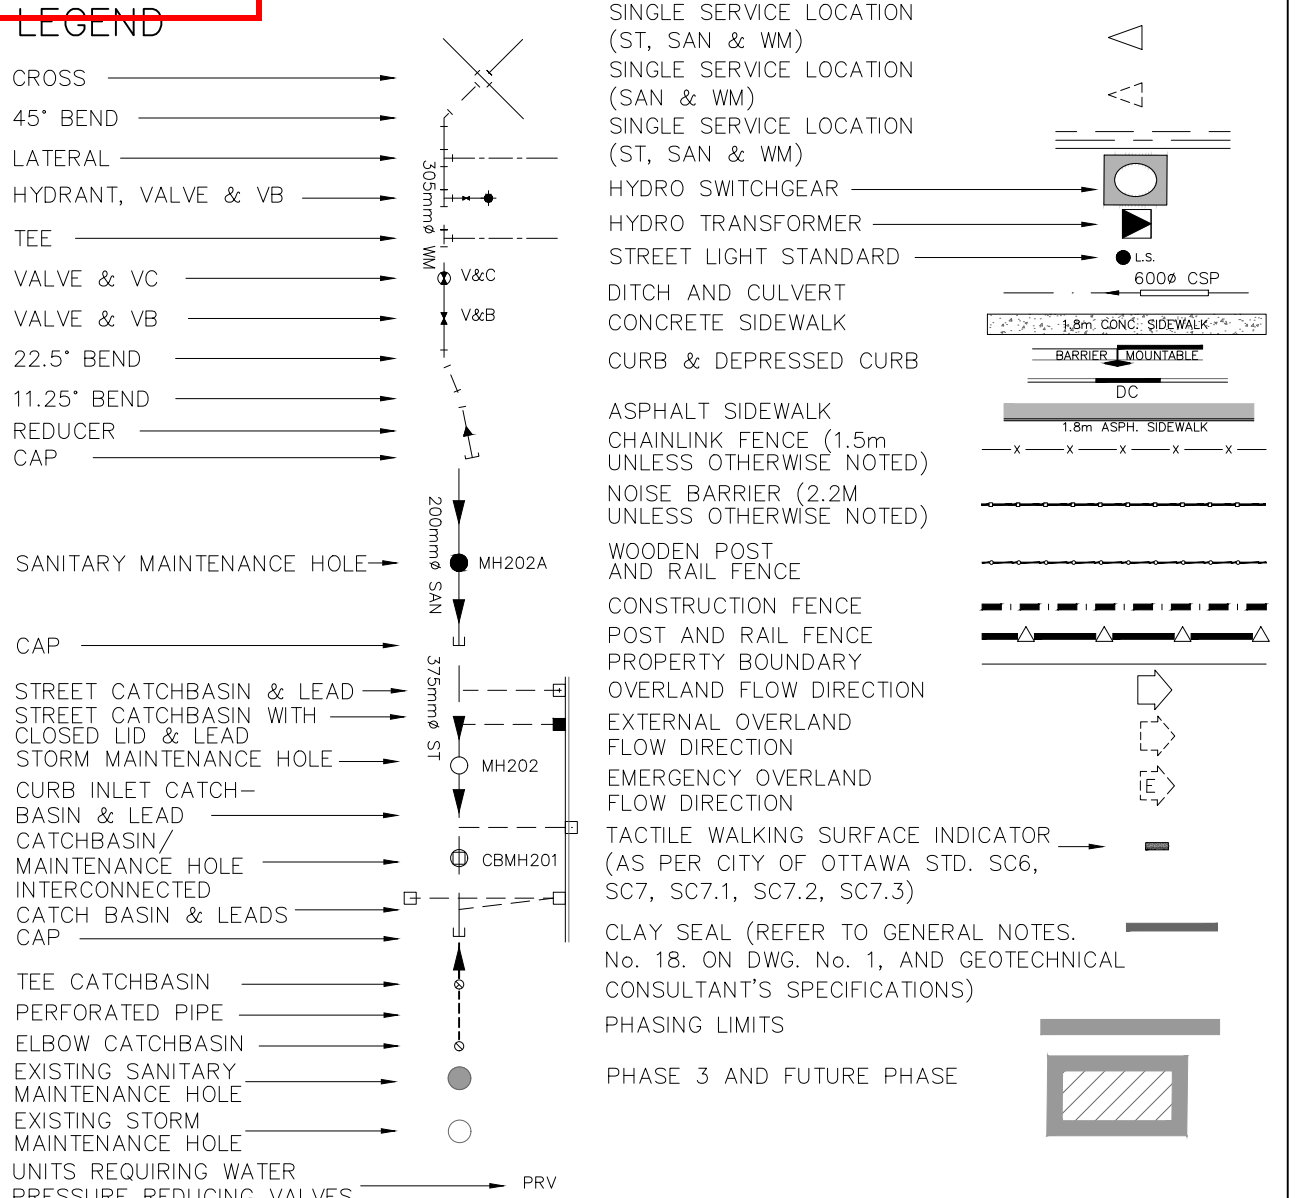 LEGEND
CROSS
45° BEND
LATERAL
HYDRANT, VALVE & VB
TEE
VALVE & VC
VALVE & VB
22.5° BEND
11.25° BEND
REDUCER
CAP
SANITARY MAINTENANCE HOLE
CAP
STREET CATCHBASIN & LEAD
STREET CATCHBASIN WITH
CLOSED LID & LEAD
STORM MAINTENANCE HOLE
CURB INLET CATCH-
BASIN & LEAD
CATCHBASIN/
MAINTENANCE HOLE
INTERCONNECTED
CATCH BASIN & LEADS
CAP
TEE CATCHBASIN
PERFORATED PIPE
ELBOW CATCHBASIN
EXISTING SANITARY
MAINTENANCE HOLE
EXISTING STORM
MAINTENANCE HOLE
UNITS REQUIRING WATER
PRESSURE REDUCING VALVES
305mmø WM
V&C
V&B
200mmø SAN
MH202A
375mmø ST
MH202
CBMH201
PRV
SINGLE SERVICE LOCATION
(ST, SAN & WM)
SINGLE SERVICE LOCATION
(SAN & WM)
SINGLE SERVICE LOCATION
(ST, SAN & WM)
HYDRO SWITCHGEAR
HYDRO TRANSFORMER
STREET LIGHT STANDARD
L.S.
DITCH AND CULVERT
600ø CSP
CONCRETE SIDEWALK
1.8m CONC. SIDEWALK
CURB & DEPRESSED CURB
BARRIER MOUNTABLE
DC
ASPHALT SIDEWALK
1.8m ASPH. SIDEWALK
CHAINLINK FENCE (1.5m
UNLESS OTHERWISE NOTED)
X X X X X
NOISE BARRIER (2.2M
UNLESS OTHERWISE NOTED)
WOODEN POST
AND RAIL FENCE
CONSTRUCTION FENCE
POST AND RAIL FENCE
PROPERTY BOUNDARY
OVERLAND FLOW DIRECTION
EXTERNAL OVERLAND
FLOW DIRECTION
EMERGENCY OVERLAND
FLOW DIRECTION
E
TACTILE WALKING SURFACE INDICATOR
(AS PER CITY OF OTTAWA STD. SC6,
SC7, SC7.1, SC7.2, SC7.3)
CLAY SEAL (REFER TO GENERAL NOTES.
No. 18. ON DWG. No. 1, AND GEOTECHNICAL
CONSULTANT'S SPECIFICATIONS)
PHASING LIMITS
PHASE 3 AND FUTURE PHASE